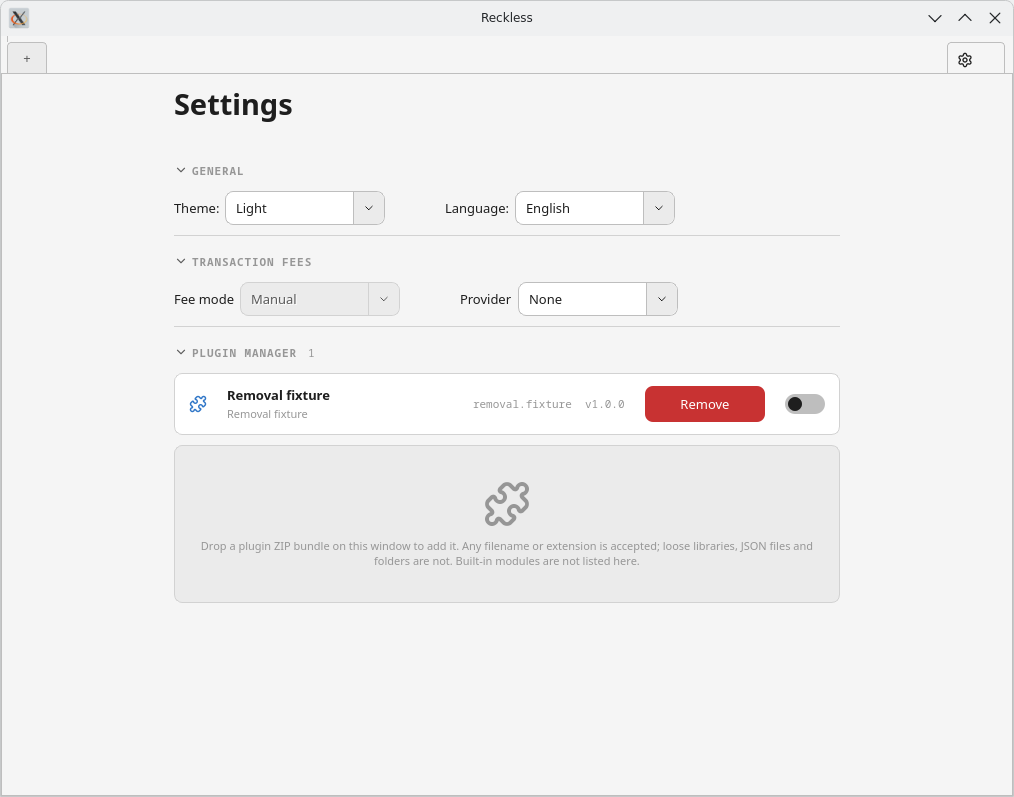 Reckless
+
Settings
GENERAL
Theme: Light Language: English
TRANSACTION FEES
Fee mode Manual Provider None
PLUGIN MANAGER 1
Removal fixture
Removal fixture
removal.fixture v1.0.0 Remove
Drop a plugin ZIP bundle on this window to add it. Any filename or extension is accepted; loose libraries, JSON files and
folders are not. Built-in modules are not listed here.